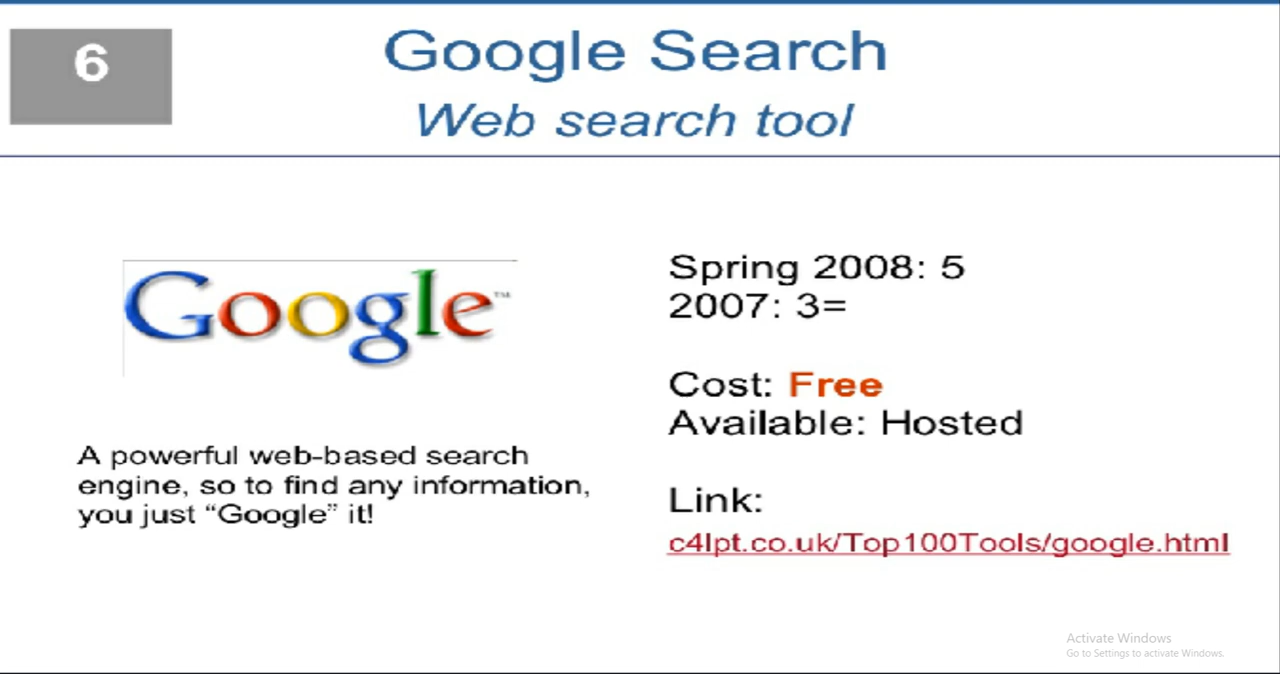 6
Google Search
Web search tool
Google™
A powerful web-based search
engine, so to find any information,
you just “Google” it!
Spring 2008: 5
2007: 3=
Cost: Free
Available: Hosted
Link:
c4lpt.co.uk/Top100Tools/google.html
Activate Windows
Go to Settings to activate Windows.